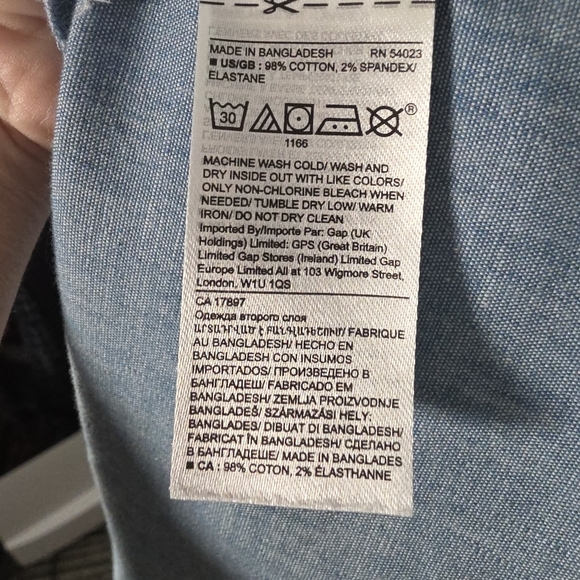 MADE IN BANGLADESH RN 54023
■ US/GB : 98% COTTON, 2% SPANDEX/
ELASTANE
30
®
1166
MACHINE WASH COLD/ WASH AND
DRY INSIDE OUT WITH LIKE COLORS/
ONLY NON-CHLORINE BLEACH WHEN
NEEDED/ TUMBLE DRY LOW/ WARM
IRON/ DO NOT DRY CLEAN
Imported By/Importe Par: Gap (UK
Holdings) Limited: GPS (Great Britain)
Limited Gap Stores (Ireland) Limited Gap
Europe Limited All at 103 Wigmore Street,
London, W1U 1QS
CA 17897
Одежда второго слоя
ԱՐՏԱԴՐՎԱԾ Է ԲԱՆԳԼԱԴԵՇՈՒՄ/ FABRIQUE
AU BANGLADESH/ HECHO EN
BANGLADESH CON INSUMOS
IMPORTADOS/ ПРОИЗВЕДЕНО В
БАНГЛАДЕШ/ FABRICADO EM
BANGLADESH/ ZEMLJA PROIZVODNJE
BANGLADEŠ/ SZÁRMAZÁSI HELY:
BANGLADES/ DIBUAT DI BANGLADESH/
FABRICAT ÎN BANGLADESH/ СДЕЛАНО
В БАНГЛАДЕШЕ/ MADE IN BANGLADES
■ CA : 98% COTON, 2% ÉLASTHANNE